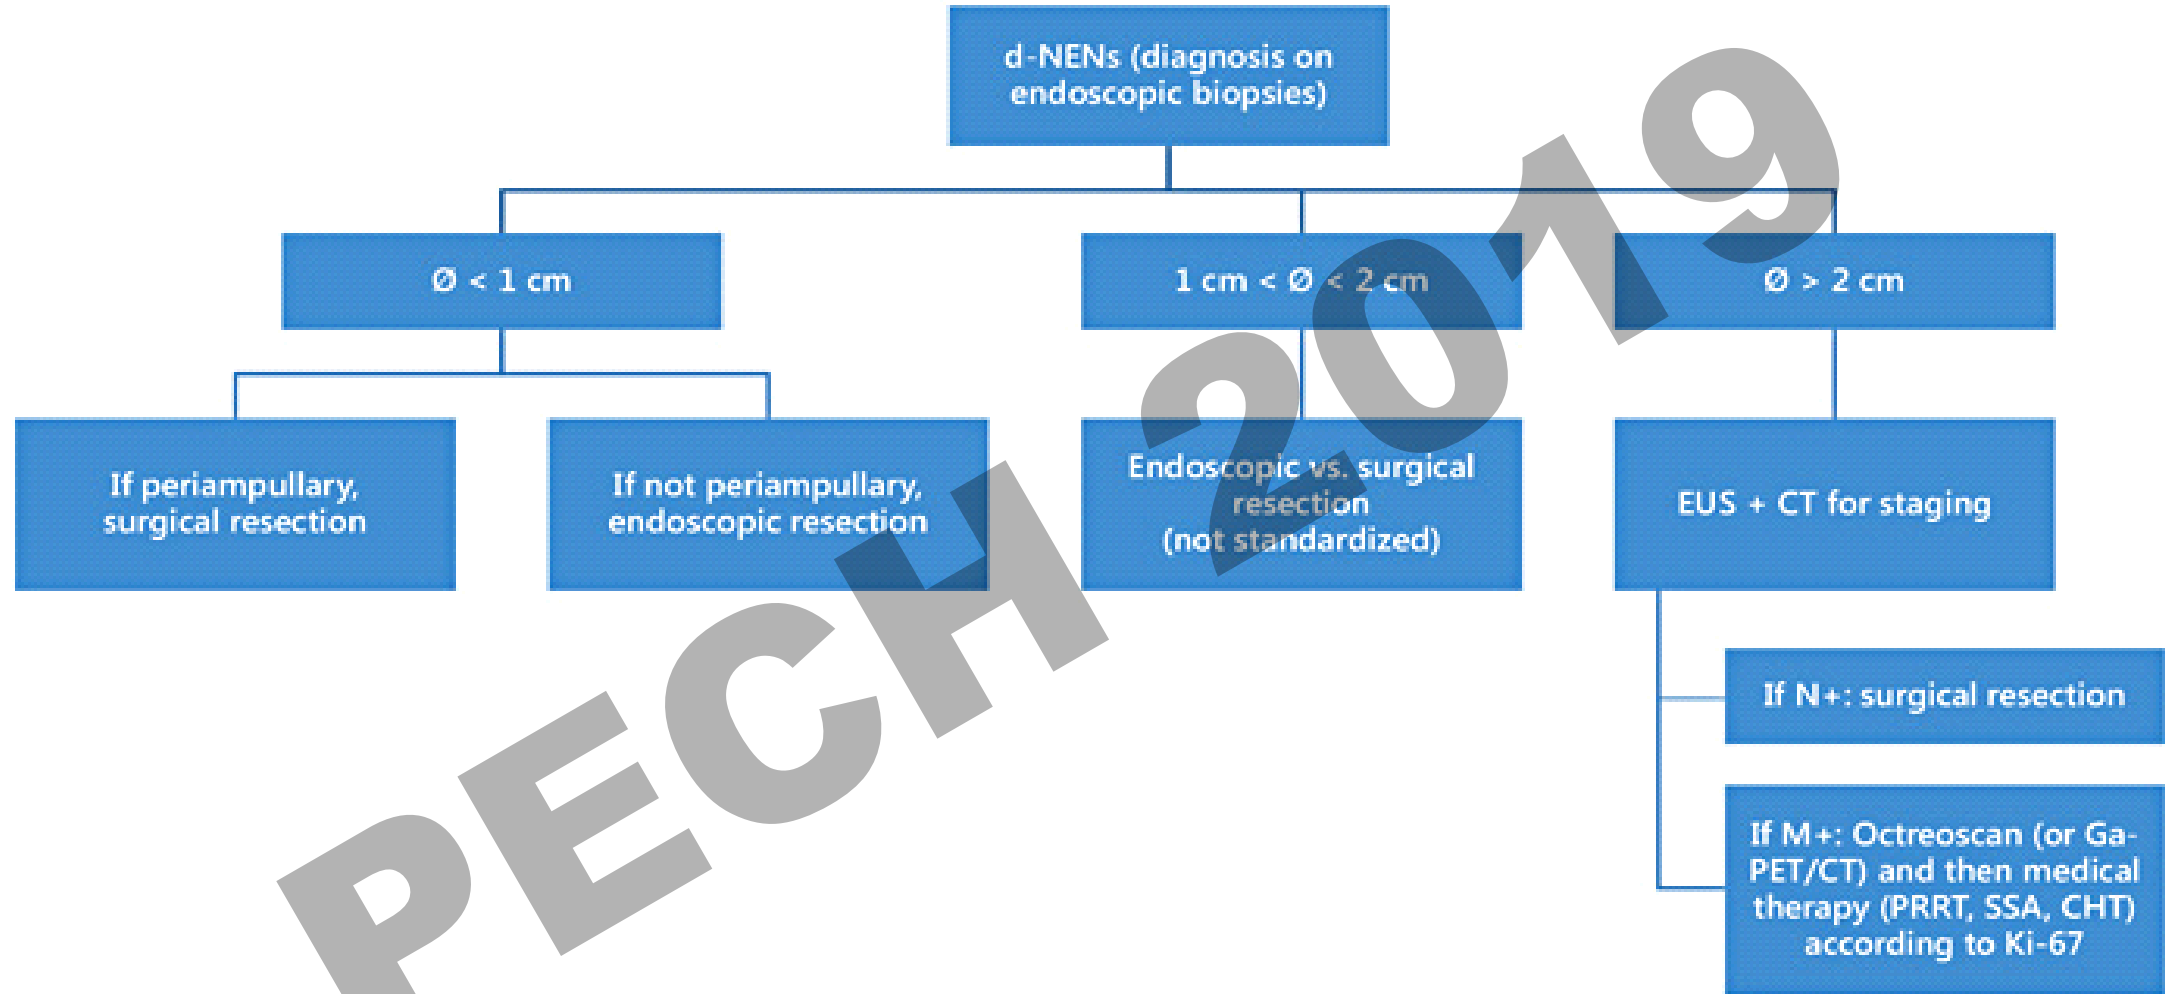 d-NENs (diagnosis on
endoscopic biopsies)
Ø < 1 cm
1 cm < Ø < 2 cm
Ø > 2 cm
If periampullary,
surgical resection
If not periampullary,
endoscopic resection
Endoscopic vs. surgical
resection
(not standardized)
EUS + CT for staging
If N+: surgical resection
If M+: Octreoscan (or Ga-
PET/CT) and then medical
therapy (PRRT, SSA, CHT)
according to Ki-67
PECH 2019